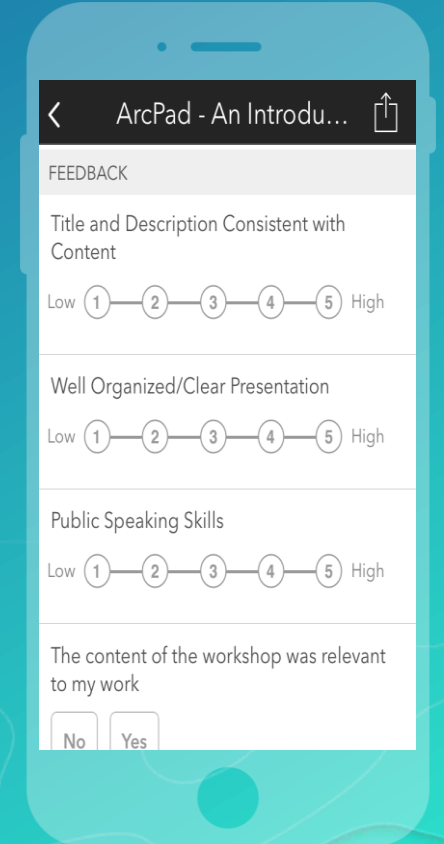 ArcPad - An Introdu...
FEEDBACK
Title and Description Consistent with
Content
Low 1 2 3 4 5 High
Well Organized/Clear Presentation
Low 1 2 3 4 5 High
Public Speaking Skills
Low 1 2 3 4 5 High
The content of the workshop was relevant
to my work
No Yes